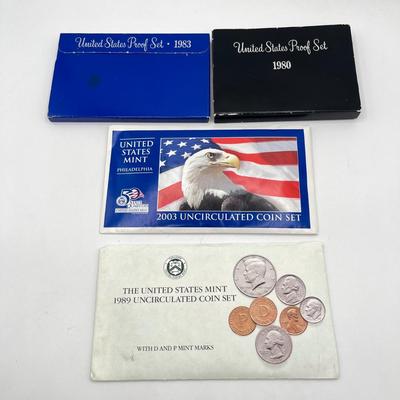 United States Proof Set · 1983
United States Proof Set
1980
UNITED
STATES
MINT
PHILADELPHIA
2003 UNCIRCULATED COIN SET
THE UNITED STATES MINT
1989 UNCIRCULATED COIN SET
WITH D AND P MINT MARKS